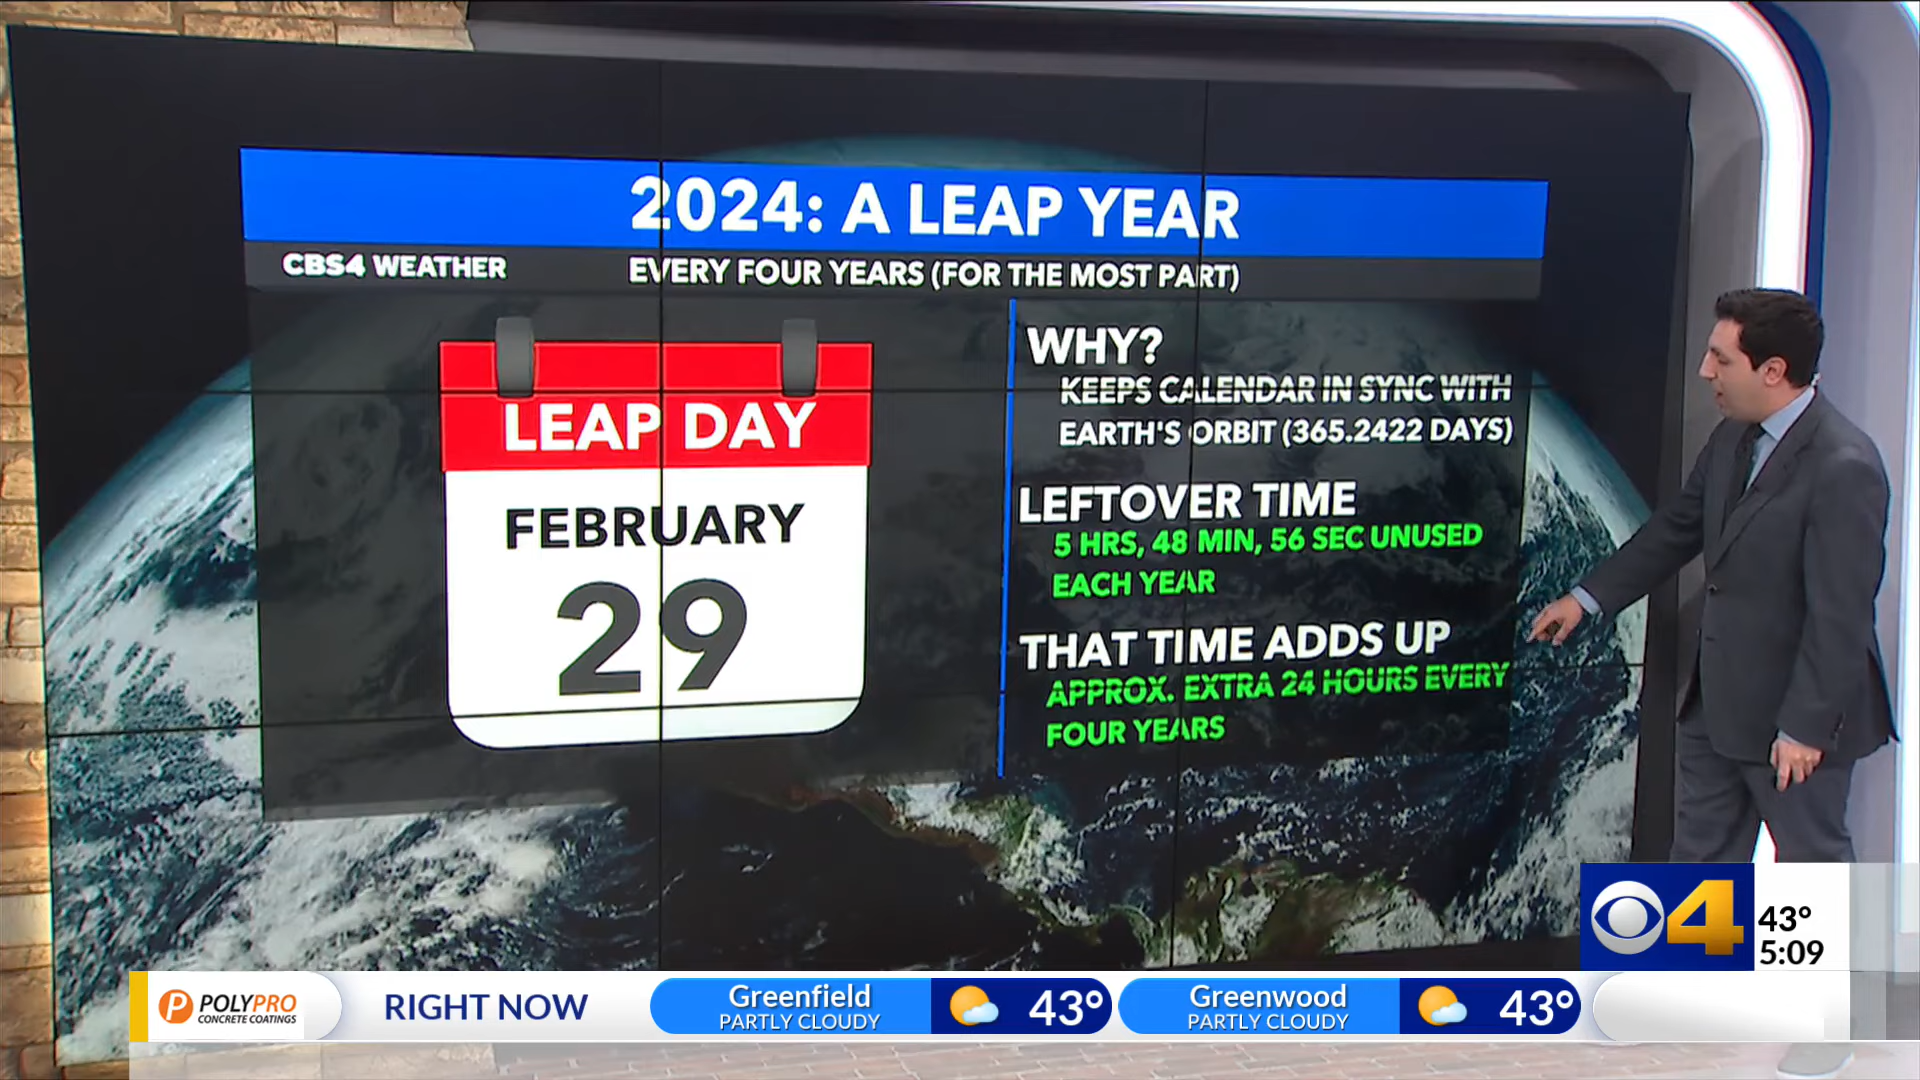 2024: A LEAP YEAR
CBS4 WEATHER
EVERY FOUR YEARS (FOR THE MOST PART)
LEAP DAY
FEBRUARY
29
WHY?
KEEPS CALENDAR IN SYNC WITH
EARTH'S ORBIT (365.2422 DAYS)
LEFTOVER TIME
5 HRS, 48 MIN, 56 SEC UNUSED
EACH YEAR
THAT TIME ADDS UP
APPROX. EXTRA 24 HOURS EVERY
FOUR YEARS
4
43°
5:09
P POLYPRO
CONCRETE COATINGS
RIGHT NOW
Greenfield
PARTLY CLOUDY
43°
Greenwood
PARTLY CLOUDY
43°